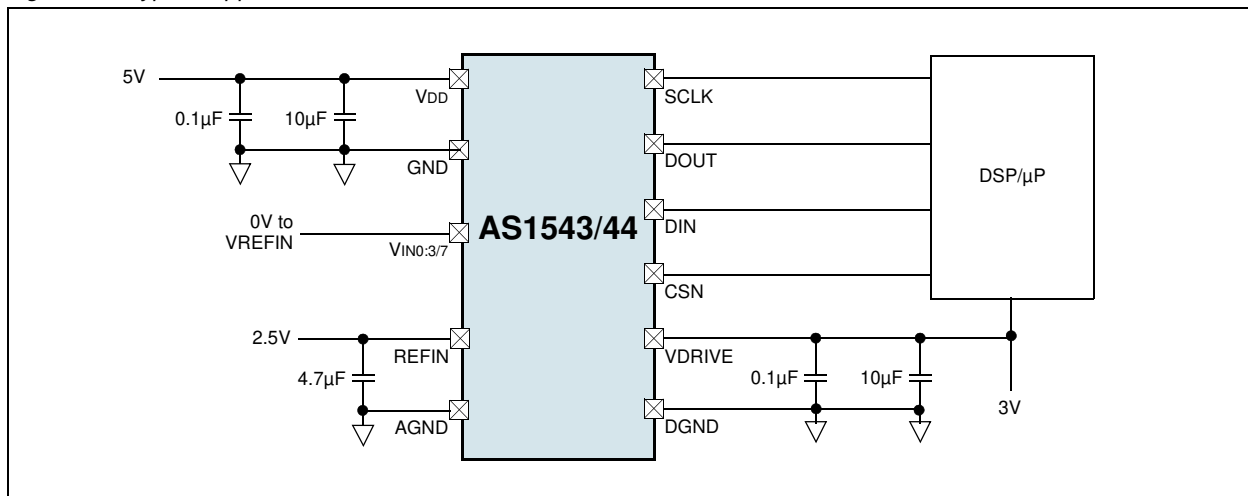 5V
0.1µF
10µF
VDD
GND
0V to
VREFIN
VIN0:3/7
2.5V
4.7µF
REFIN
AGND
AS1543/44
SCLK
DOUT
DIN
CSN
VDRIVE
DGND
0.1µF
10µF
3V
DSP/µP